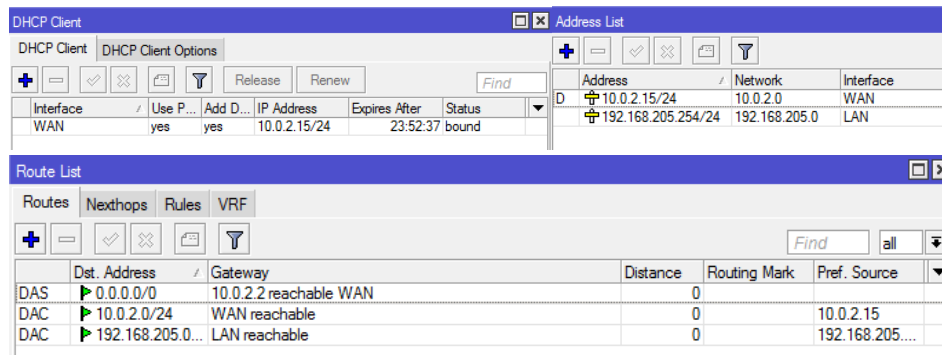 DHCP Client
DHCP Client DHCP Client Options
Release Renew Find
Interface / Use P... Add D... IP Address Expires After Status
WAN yes yes 10.0.2.15/24 23:52:37 bound
Address List
Address / Network Interface
D 10.0.2.15/24 10.0.2.0 WAN
192.168.205.254/24 192.168.205.0 LAN
Route List
Routes Nexthops Rules VRF
Find all
Dst. Address / Gateway Distance Routing Mark Pref. Source
DAS 0.0.0.0/0 10.0.2.2 reachable WAN 0
DAC 10.0.2.0/24 WAN reachable 0 10.0.2.15
DAC 192.168.205.0... LAN reachable 0 192.168.205....